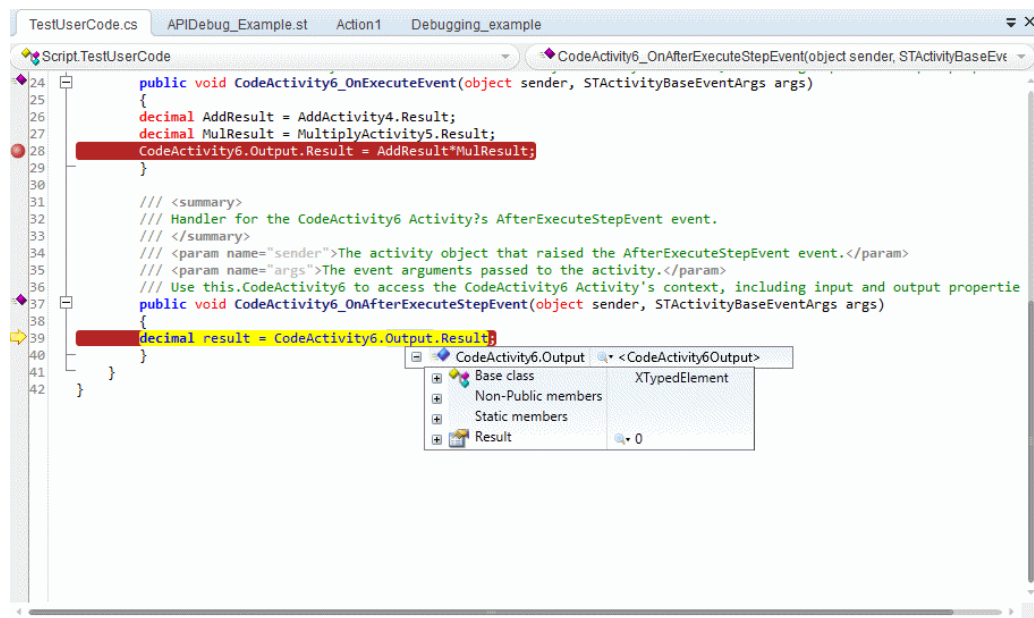 TestUserCode.cs APIDebug_Example.st Action1 Debugging_example
Script.TestUserCode CodeActivity6_OnAfterExecuteStepEvent(object sender, STActivityBaseEve
24 public void CodeActivity6_OnExecuteEvent(object sender, STActivityBaseEventArgs args)
25 {
26 decimal AddResult = AddActivity4.Result;
27 decimal MulResult = MultiplyActivity5.Result;
28 CodeActivity6.Output.Result = AddResult*MulResult;
29 }
30
31 /// <summary>
32 /// Handler for the CodeActivity6 Activity?s AfterExecuteStepEvent event.
33 /// </summary>
34 /// <param name="sender">The activity object that raised the AfterExecuteStepEvent event.</param>
35 /// <param name="args">The event arguments passed to the activity.</param>
36 /// Use this.CodeActivity6 to access the CodeActivity6 Activity's context, including input and output propertie
37 public void CodeActivity6_OnAfterExecuteStepEvent(object sender, STActivityBaseEventArgs args)
38 {
39 decimal result = CodeActivity6.Output.Result;
40 }
CodeActivity6.Output <CodeActivity6Output>
41 }
Base class XTypedElement
42 }
Non-Public members
Static members
Result 0